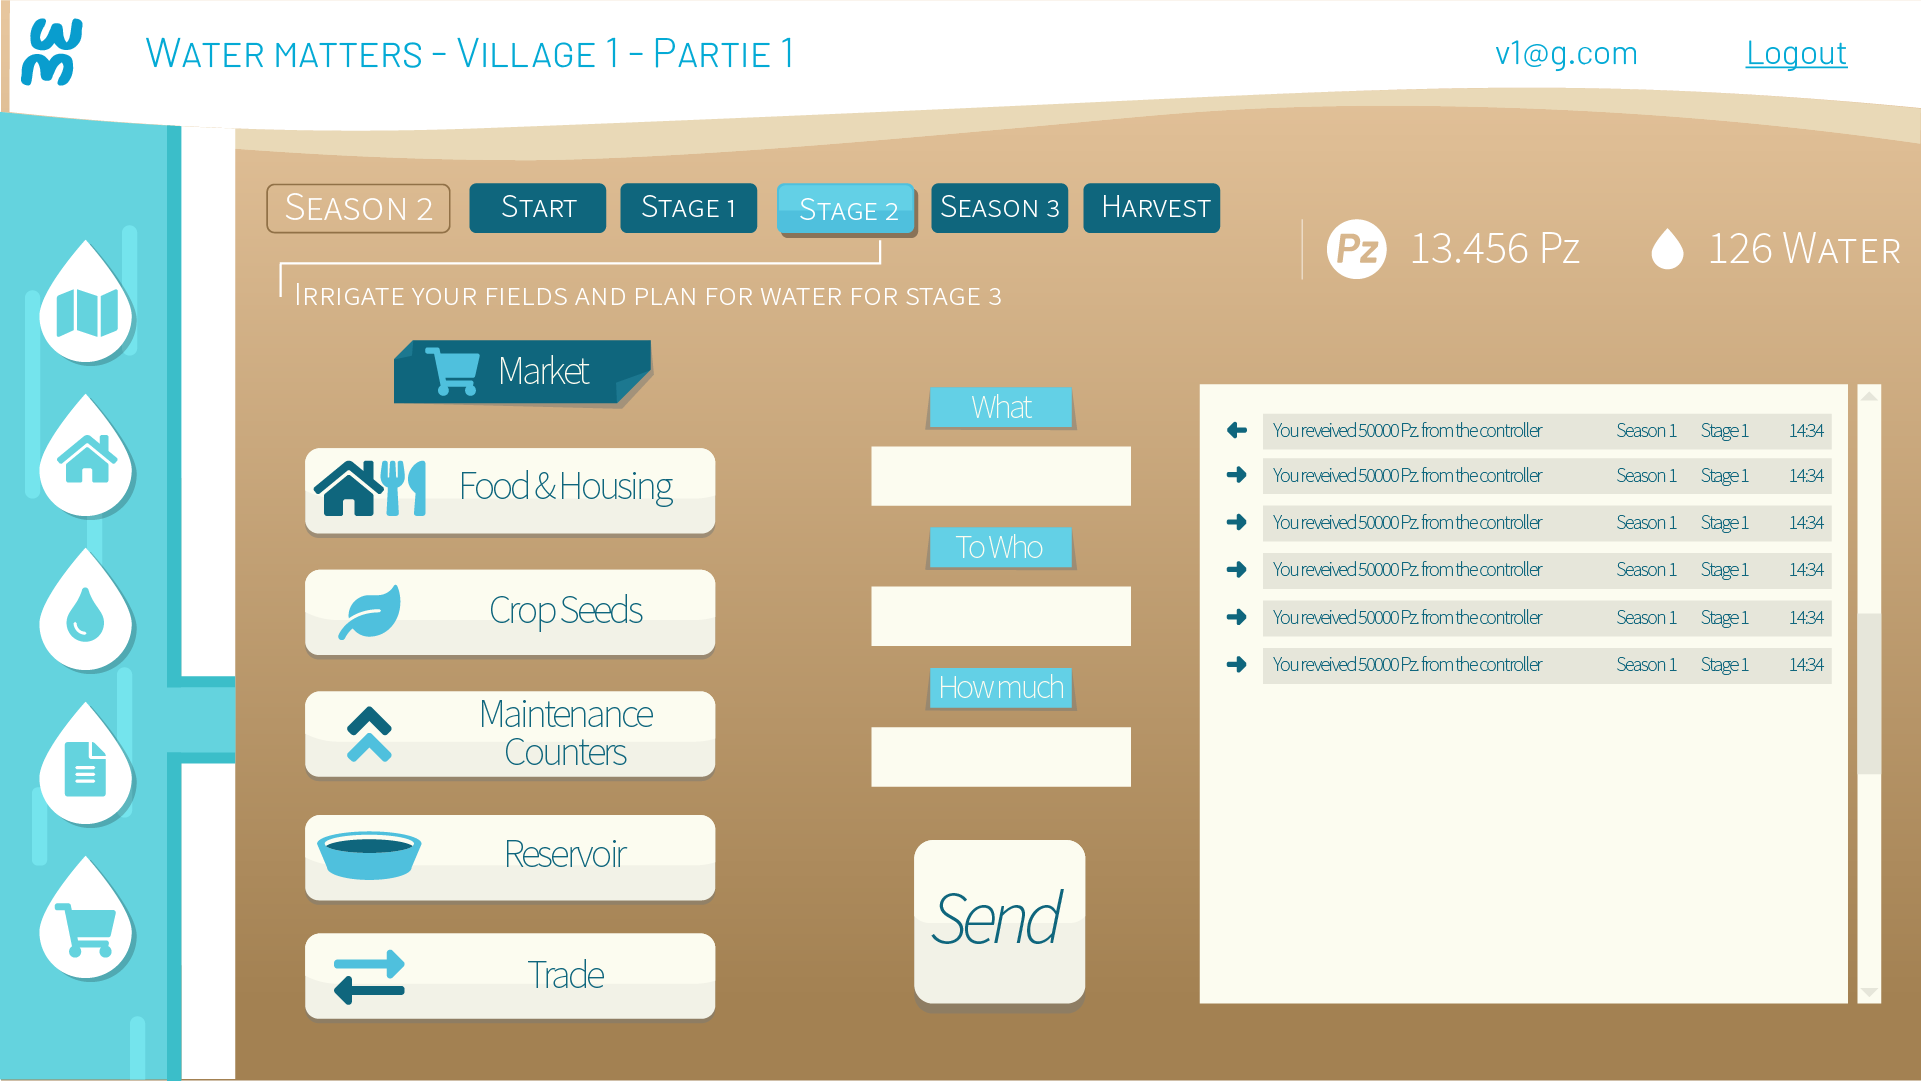 WM
WATER MATTERS - VILLAGE 1 - PARTIE 1
v1@g.com
Logout
SEASON 2
START
STAGE 1
STAGE 2
SEASON 3
HARVEST
IRRIGATE YOUR FIELDS AND PLAN FOR WATER FOR STAGE 3
Pz 13.456 PZ
126 WATER
Market
Food & Housing
Crop Seeds
Maintenance
Counters
Reservoir
Trade
What
To Who
How much
Send
You reveived 50000 Pz. from the controller Season 1 Stage 1 14:34
You reveived 50000 Pz. from the controller Season 1 Stage 1 14:34
You reveived 50000 Pz. from the controller Season 1 Stage 1 14:34
You reveived 50000 Pz. from the controller Season 1 Stage 1 14:34
You reveived 50000 Pz. from the controller Season 1 Stage 1 14:34
You reveived 50000 Pz. from the controller Season 1 Stage 1 14:34